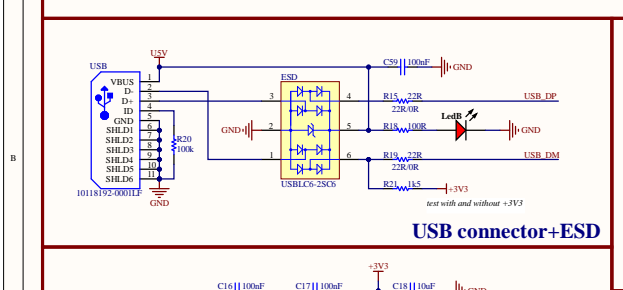 USB
U5V
VBUS 1
D- 2
D+ 3
ID 4
GND 5
SHLD1 6
SHLD2 7
SHLD3 8
SHLD4 9
SHLD5 10
SHLD6 11
10118192-0001LF
GND
R20
100k
ESD
3 4
GND 2 5
1 6
USBLC6-2SC6
C59 100nF GND
R15 22R USB_DP
22R/0R
LedB
R18 100R GND
R19 22R USB_DM
22R/0R
R21 1k5 +3V3
test with and without +3V3
USB connector+ESD
B
+3V3
C16 100nF C17 100nF C18 10uF
GND